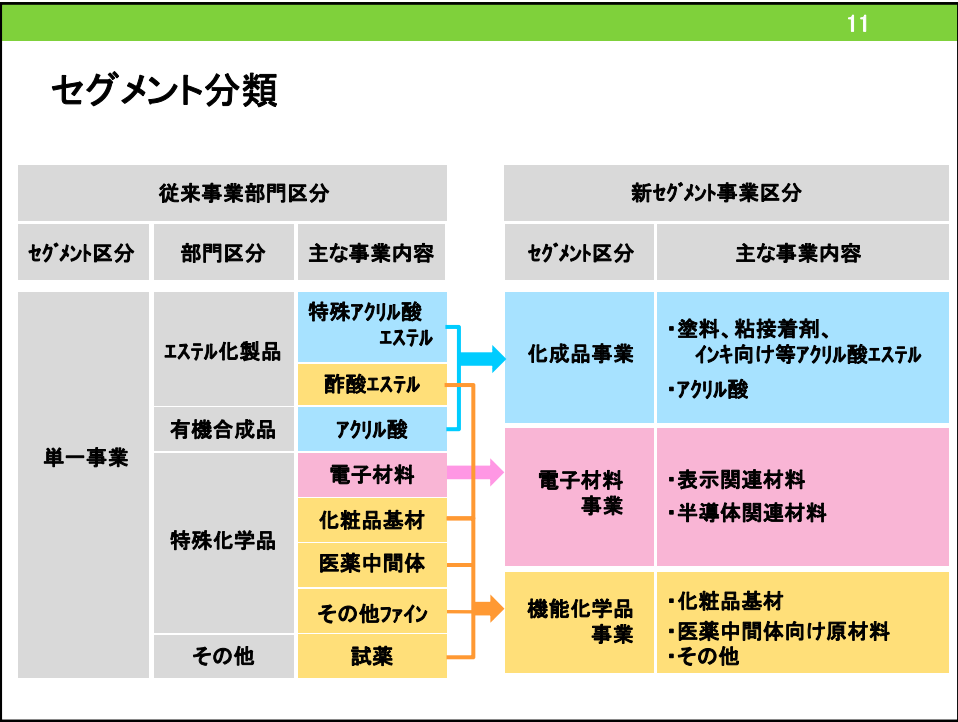 11
セグメント分類
従来事業部門区分
新ｾｸﾞﾒﾝﾄ事業区分
ｾｸﾞﾒﾝﾄ区分
部門区分
主な事業内容
ｾｸﾞﾒﾝﾄ区分
主な事業内容
単一事業
ｴｽﾃﾙ化製品
有機合成品
特殊化学品
その他
特殊ｱｸﾘﾙ酸
ｴｽﾃﾙ
酢酸ｴｽﾃﾙ
ｱｸﾘﾙ酸
電子材料
化粧品基材
医薬中間体
その他ﾌｧｲﾝ
試薬
化成品事業
・塗料、粘接着剤、
ｲﾝｷ向け等ｱｸﾘﾙ酸ｴｽﾃﾙ
・ｱｸﾘﾙ酸
電子材料
事業
・表示関連材料
・半導体関連材料
機能化学品
事業
・化粧品基材
・医薬中間体向け原材料
・その他